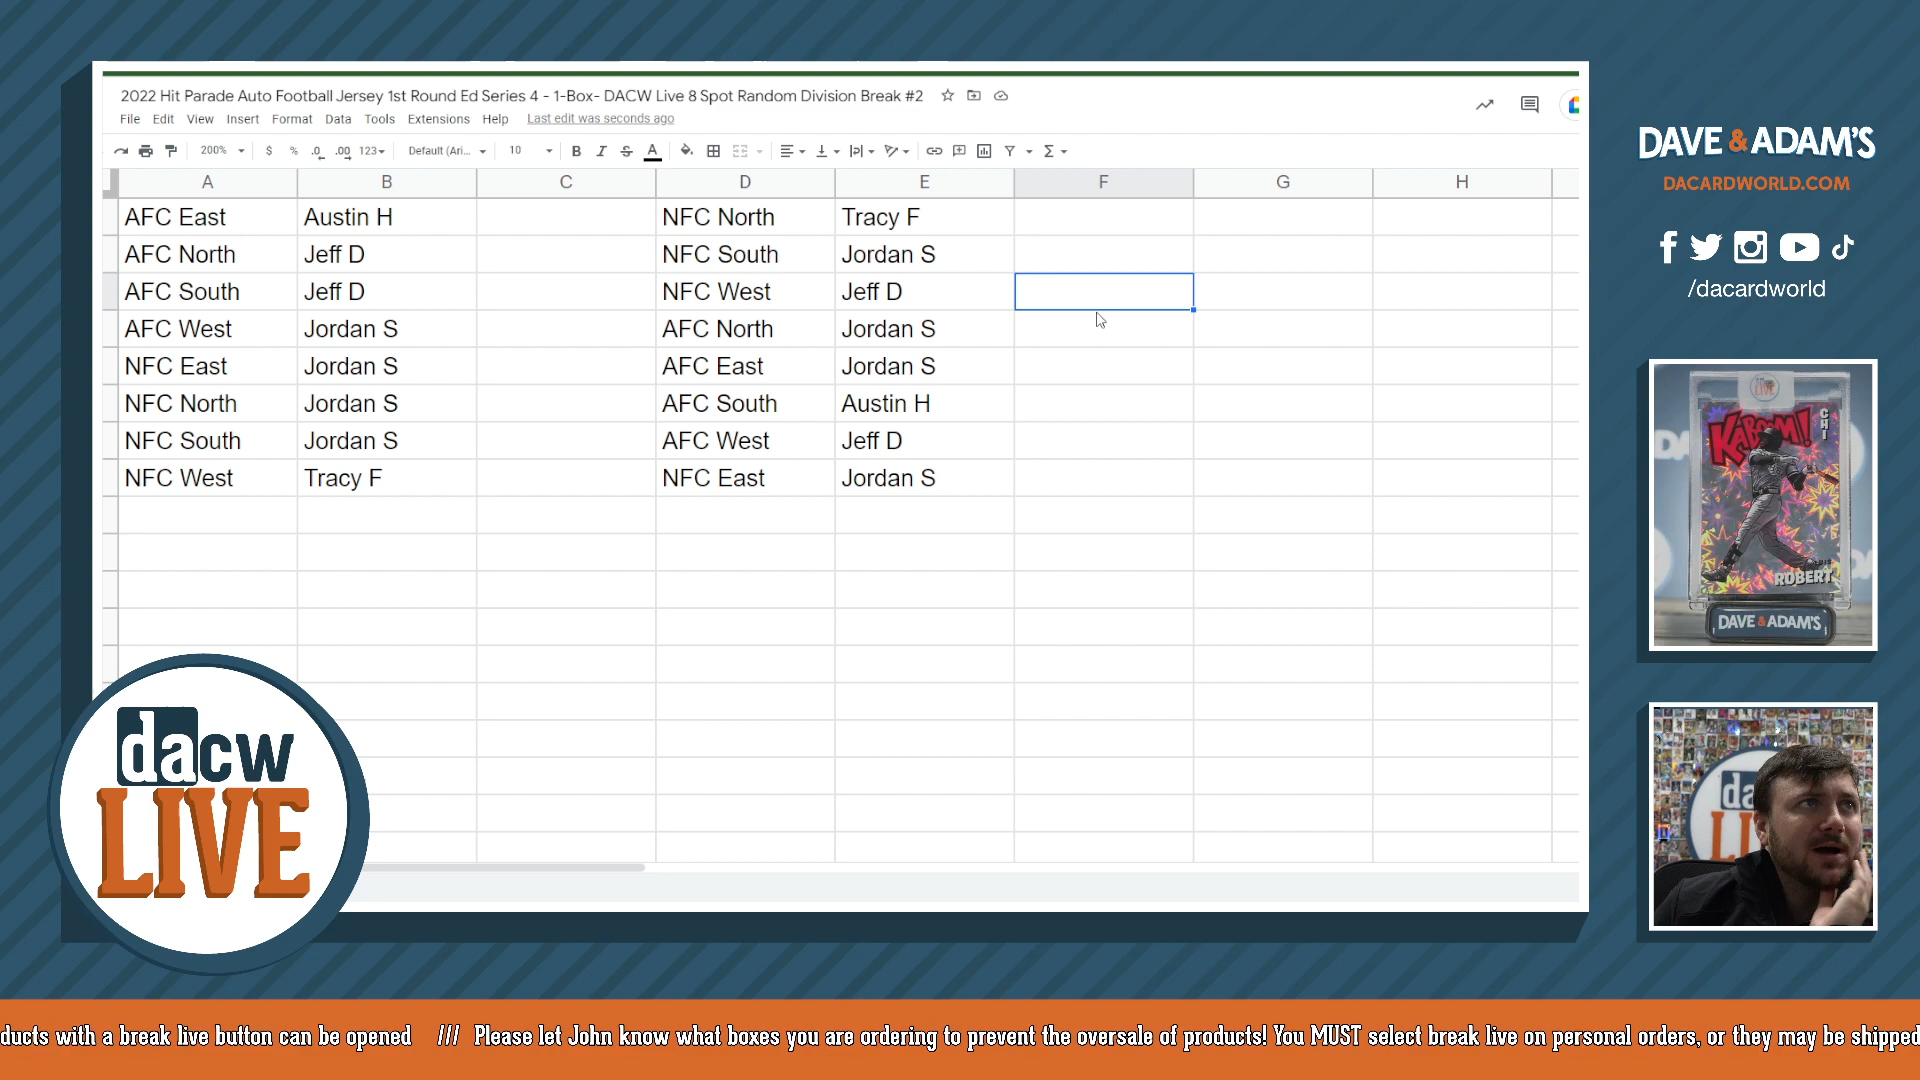 2022 Hit Parade Auto Football Jersey 1st Round Ed Series 4 - 1-Box- DACW Live 8 Spot Random Division Break #2
File Edit View Insert Format Data Tools Extensions Help Last edit was seconds ago
200% $ % .0 .00 123 Default (Ari... 10 B I S A
A B C D E F G H
AFC East Austin H NFC North Tracy F
AFC North Jeff D NFC South Jordan S
AFC South Jeff D NFC West Jeff D
AFC West Jordan S AFC North Jordan S
NFC East Jordan S AFC East Jordan S
NFC North Jordan S AFC South Austin H
NFC South Jordan S AFC West Jeff D
NFC West Tracy F NFC East Jordan S
dacw
LIVE
DAVE & ADAM'S
DACARDWORLD.COM
/dacardworld
LIVE
KABOOM!
CHI
ROBERT
DAVE & ADAM'S
da
LI
ducts with a break live button can be opened /// Please let John know what boxes you are ordering to prevent the oversale of products! You MUST select break live on personal orders, or they may be shipped